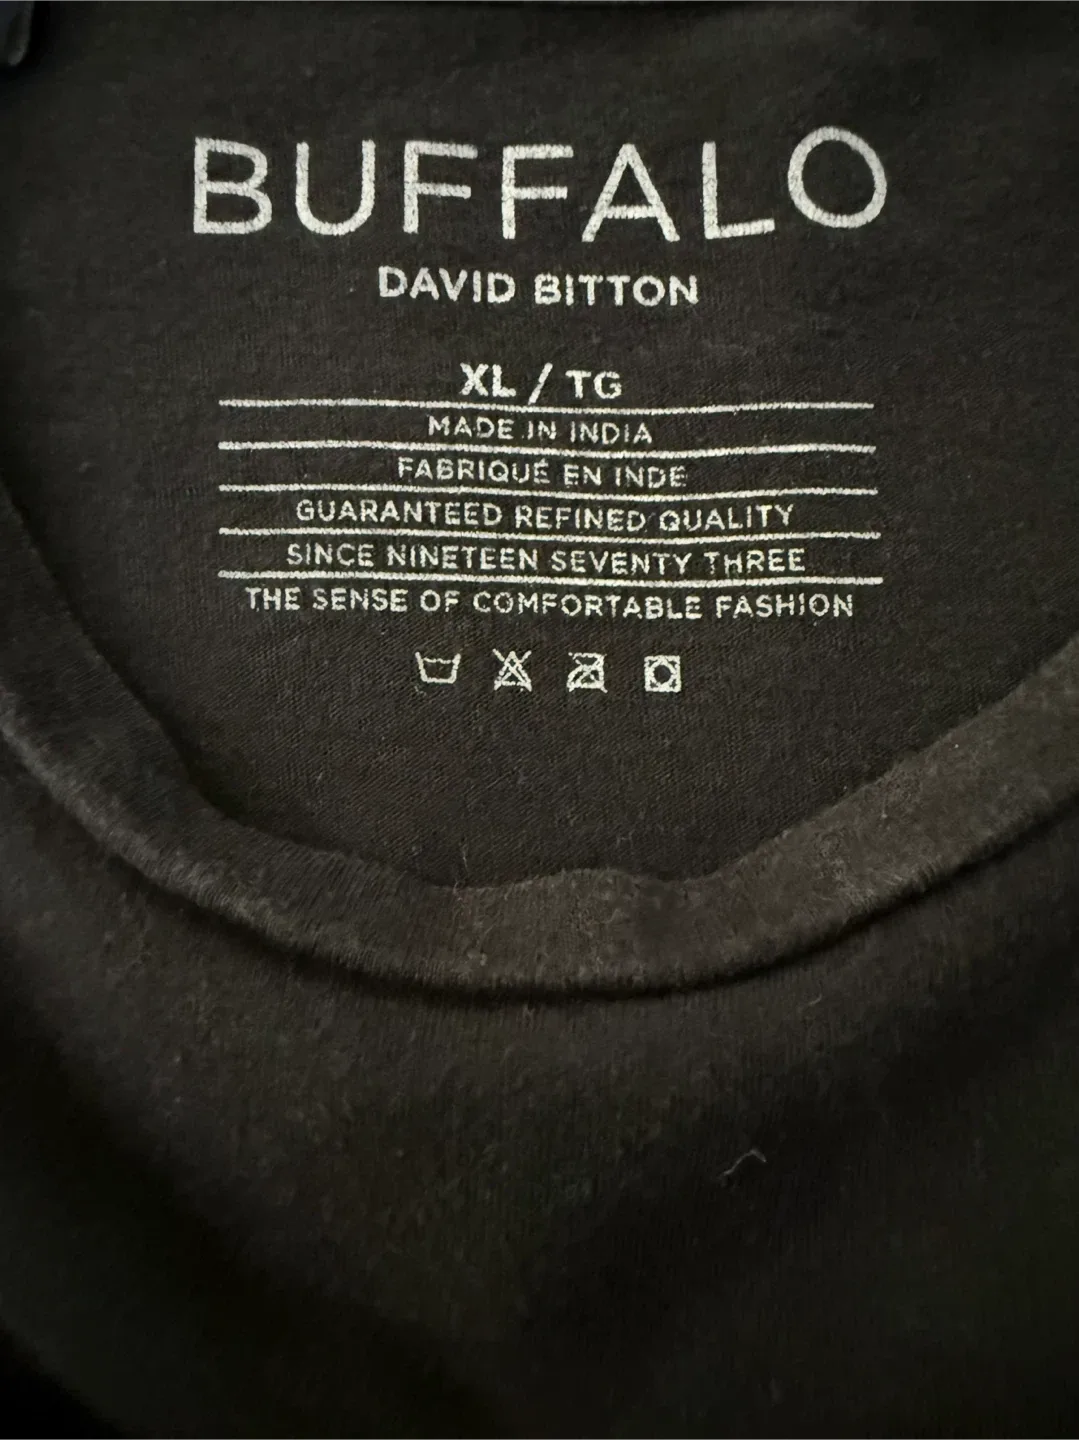 BUFFALO
DAVID BITTON
XL / TG
MADE IN INDIA
FABRIQUÉ EN INDE
GUARANTEED REFINED QUALITY
SINCE NINETEEN SEVENTY THREE
THE SENSE OF COMFORTABLE FASHION